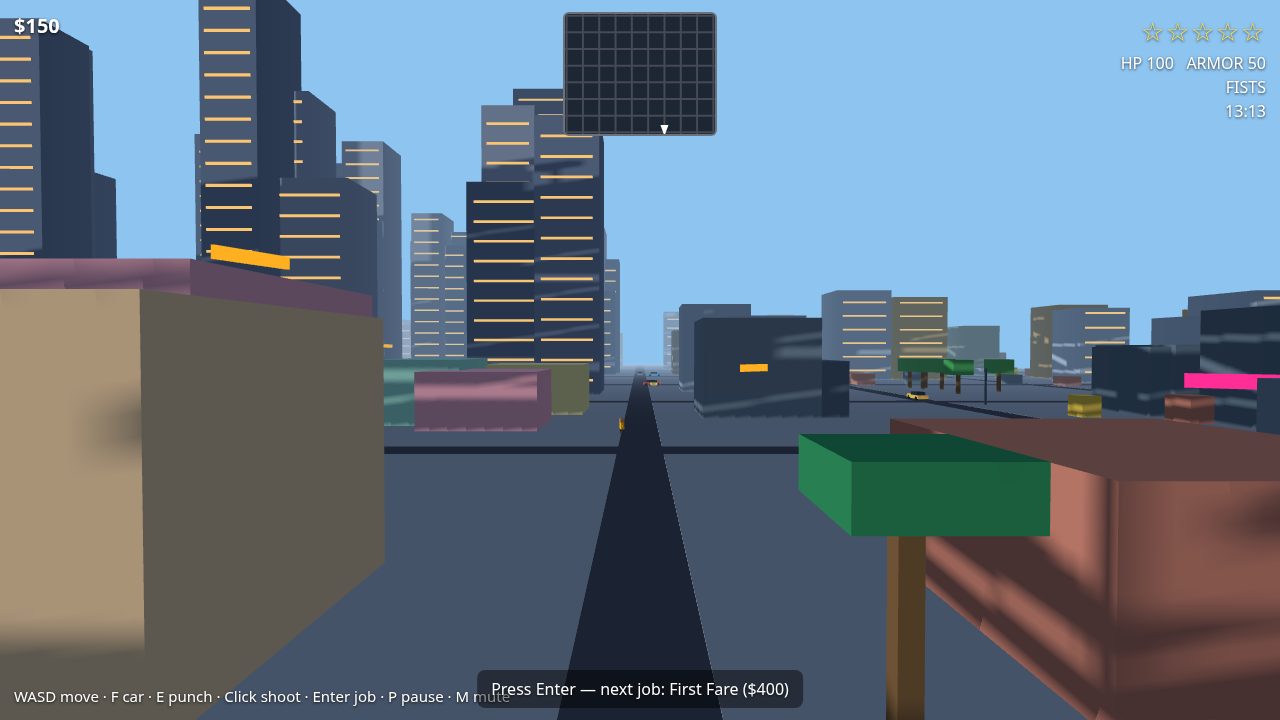 $150
☆☆☆☆☆
HP 100 ARMOR 50
FISTS
13:13
WASD move · F car · E punch · Click shoot · Enter job · P pause · M mute
Press Enter — next job: First Fare ($400)